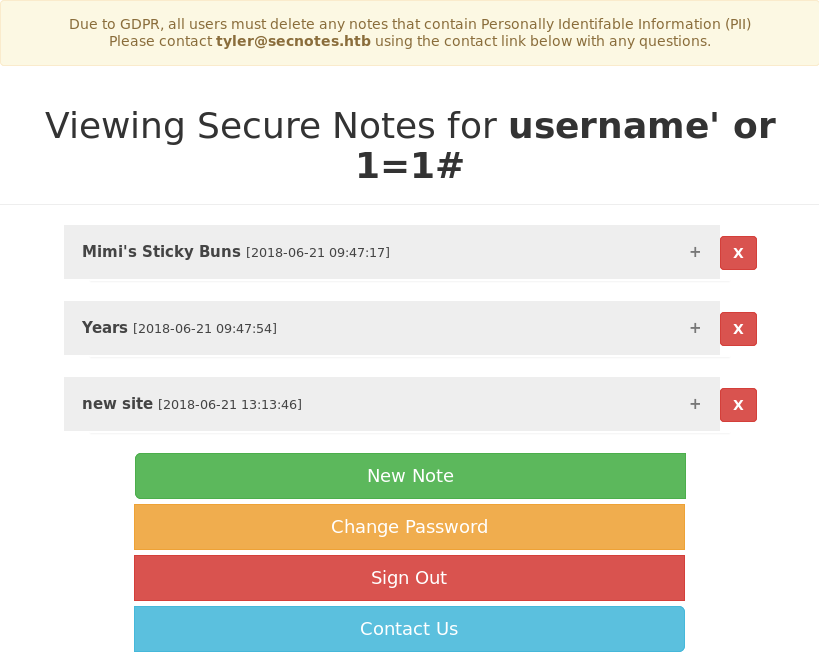 Due to GDPR, all users must delete any notes that contain Personally Identifable Information (PII)
Please contact tyler@secnotes.htb using the contact link below with any questions.
Viewing Secure Notes for username' or
1=1#
Mimi's Sticky Buns [2018-06-21 09:47:17] + X
Years [2018-06-21 09:47:54] + X
new site [2018-06-21 13:13:46] + X
New Note
Change Password
Sign Out
Contact Us